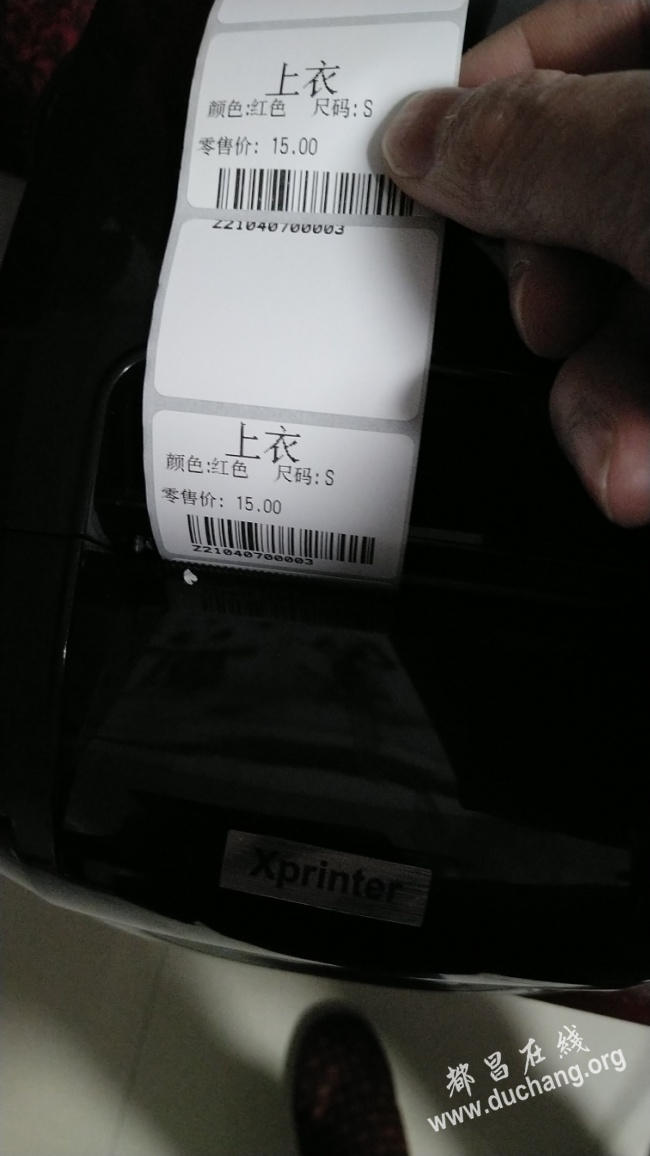 上衣
颜色:红色 尺码:S
零售价: 15.00
Z21040700003
上衣
颜色:红色 尺码:S
零售价: 15.00
Z21040700003
Xprinter
都昌在线
www.duchang.org